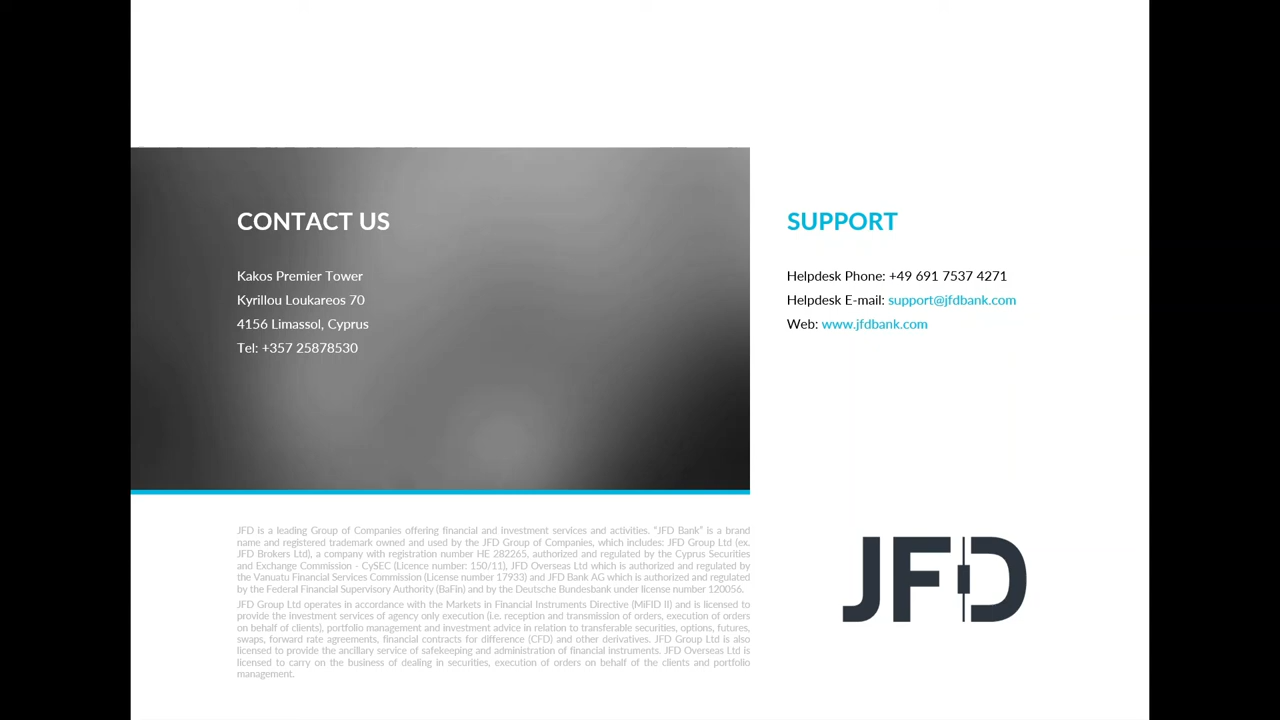 CONTACT US
Kakos Premier Tower
Kyrillou Loukareos 70
4156 Limassol, Cyprus
Tel: +357 25878530
SUPPORT
Helpdesk Phone: +49 691 7537 4271
Helpdesk E-mail: support@jfdbank.com
Web: www.jfdbank.com
JFD is a leading Group of Companies offering financial and investment services and activities. “JFD Bank” is a brand
name and registered trademark owned and used by the JFD Group of Companies, which includes: JFD Group Ltd (ex.
JFD Brokers Ltd), a company with registration number HE 282265, authorized and regulated by the Cyprus Securities
and Exchange Commission - CySEC (Licence number: 150/11), JFD Overseas Ltd which is authorized and regulated by
the Vanuatu Financial Services Commission (License number 17933) and JFD Bank AG which is authorized and regulated
by the Federal Financial Supervisory Authority (BaFin) and by the Deutsche Bundesbank under license number 120056.
JFD Group Ltd operates in accordance with the Markets in Financial Instruments Directive (MiFID II) and is licensed to
provide the Investment services of agency only execution (i.e. reception and transmission of orders, execution of orders
on behalf of clients), portfolio management and investment advice in relation to transferable securities, options, futures,
swaps, forward rate agreements, financial contracts for difference (CFD) and other derivatives. JFD Group Ltd is also
licensed to provide the ancillary service of safekeeping and administration of financial instruments. JFD Overseas Ltd is
licensed to carry on the business of dealing in securities, execution of orders on behalf of the clients and portfolio
management.
JFD